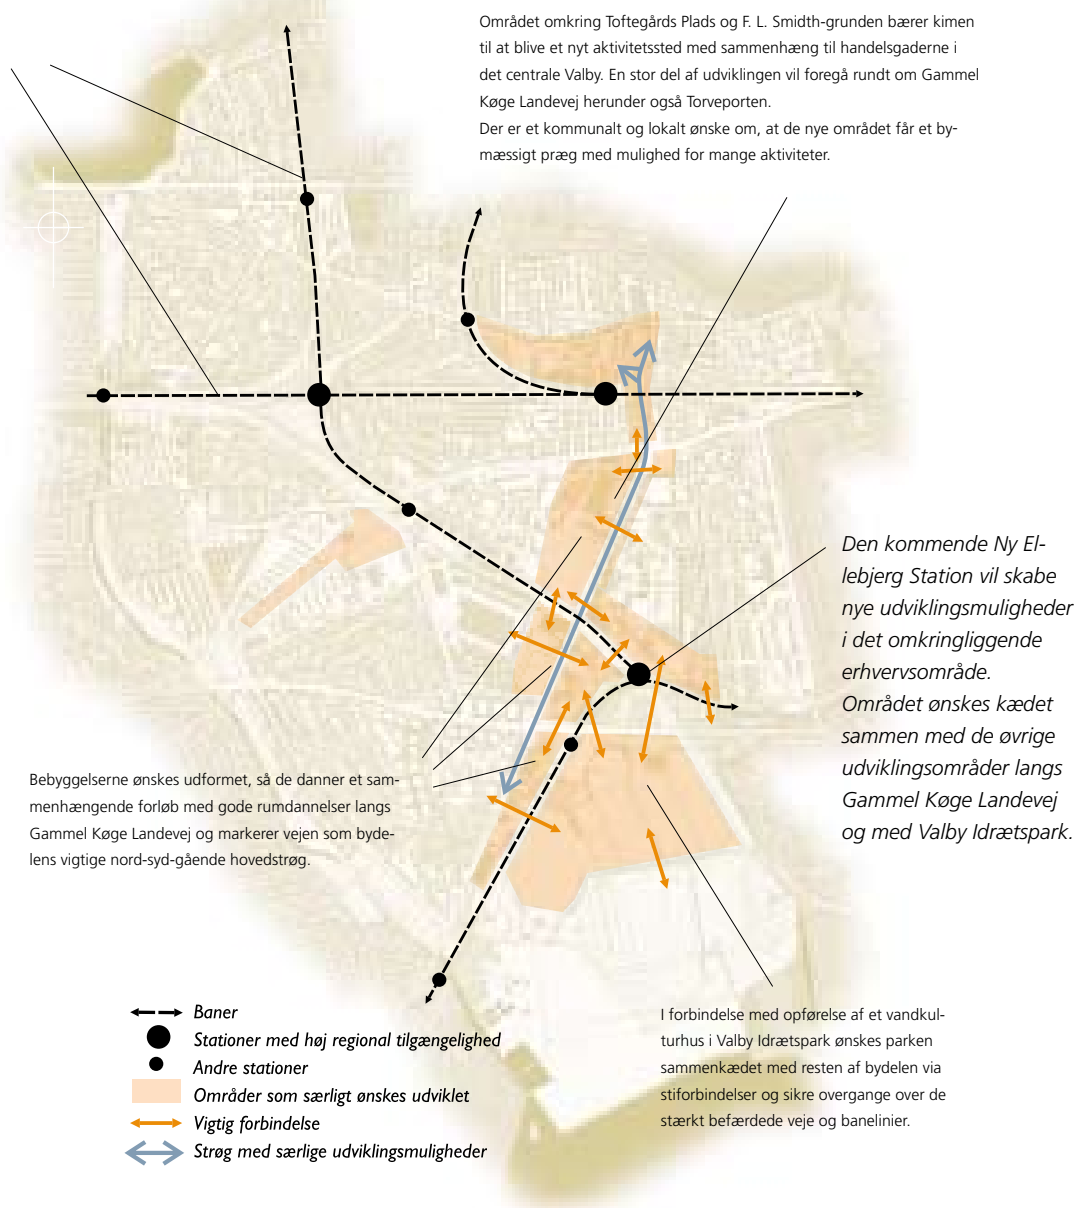 Området omkring Toftegårds Plads og F. L. Smidth-grunden bærer kimen
til at blive et nyt aktivitetssted med sammenhæng til handelsgaderne i
det centrale Valby. En stor del af udviklingen vil foregå rundt om Gammel
Køge Landevej herunder også Torveporten.
Der er et kommunalt og lokalt ønske om, at de nye området får et by-
mæssigt præg med mulighed for mange aktiviteter.
Den kommende Ny El-
lebjerg Station vil skabe
nye udviklingsmuligheder
i det omkringliggende
erhvervsområde.
Området ønskes kædet
sammen med de øvrige
udviklingsområder langs
Gammel Køge Landevej
og med Valby Idrætspark.
Bebyggelserne ønskes udformet, så de danner et sam-
menhængende forløb med gode rumdannelser langs
Gammel Køge Landevej og markerer vejen som byde-
lens vigtige nord-syd-gående hovedstrøg.
I forbindelse med opførelse af et vandkul-
turhus i Valby Idrætspark ønskes parken
sammenkædet med resten af bydelen via
stiforbindelser og sikre overgange over de
stærkt befærdede veje og banelinier.
Baner
Stationer med høj regional tilgængelighed
Andre stationer
Områder som særligt ønskes udviklet
Vigtig forbindelse
Strøg med særlige udviklingsmuligheder